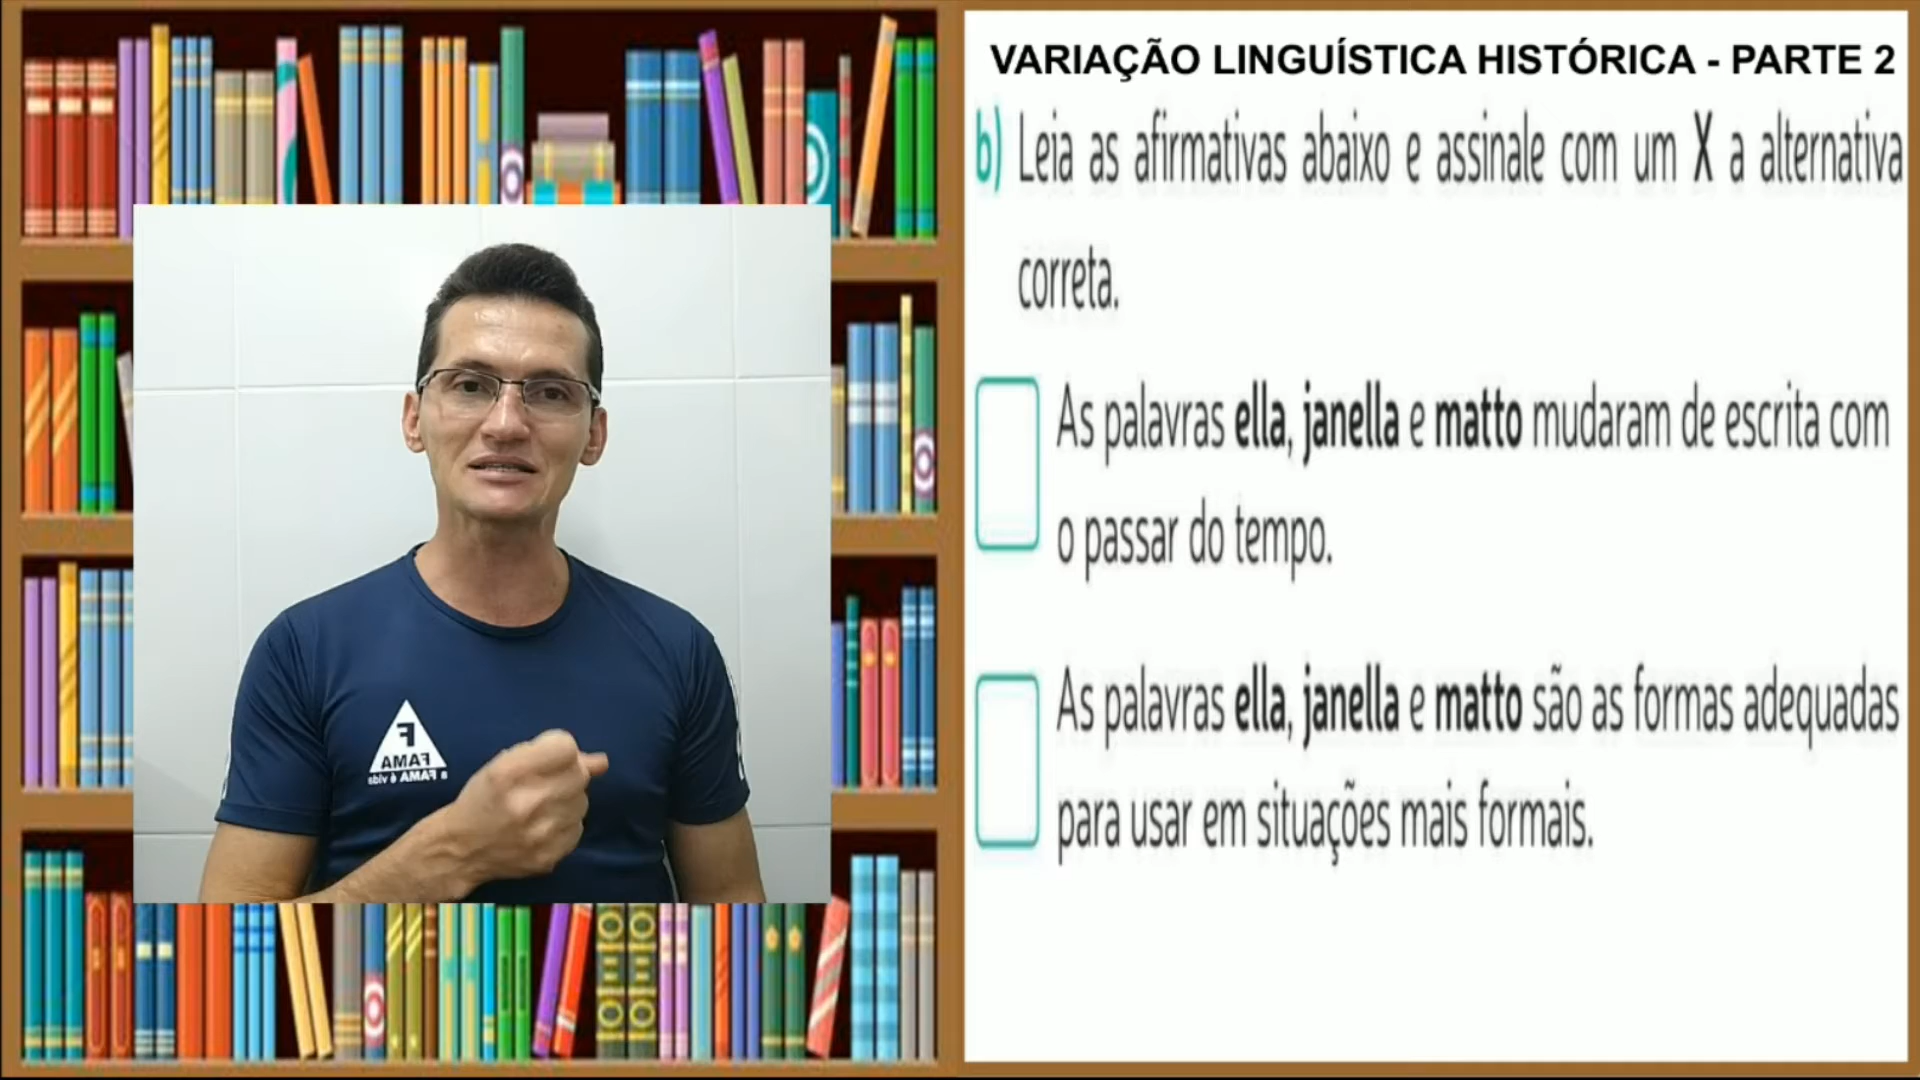 VARIAÇÃO LINGUÍSTICA HISTÓRICA - PARTE 2
b) Leia as afirmativas abaixo e assinale com um X a alternativa
correta.
As palavras ella, janella e matto mudaram de escrita com
o passar do tempo.
As palavras ella, janella e matto são as formas adequadas
para usar em situações mais formais.
F
FAMA
a FAMA é vida